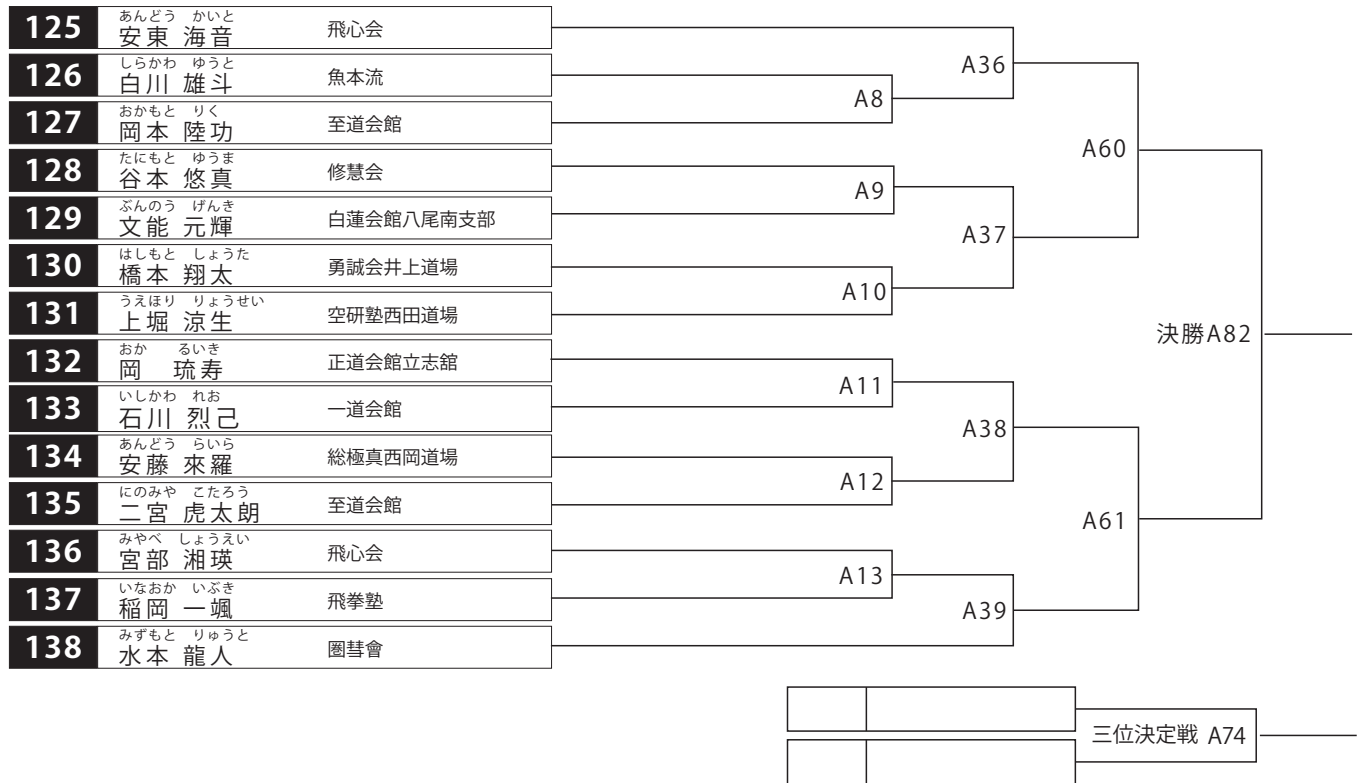 125 あんどう かいと
安東 海音 飛心会
126 しらかわ ゆうと
白川 雄斗 魚本流
127 おかもと りく
岡本 陸功 至道会館
128 たにもと ゆうま
谷本 悠真 修慧会
129 ぶんのう げんき
文能 元輝 白蓮会館八尾南支部
130 はしもと しょうた
橋本 翔太 勇誠会井上道場
131 うえほり りょうせい
上堀 涼生 空研塾西田道場
132 おか るいき
岡 琉寿 正道会館立志舘
133 いしかわ れお
石川 烈己 一道会館
134 あんどう らいら
安藤 來羅 総極真西岡道場
135 にのみや こたろう
二宮 虎太朗 至道会館
136 みやべ しょうえい
宮部 湘瑛 飛心会
137 いなおか いぶき
稲岡 一颯 飛拳塾
138 みずもと りゅうと
水本 龍人 圏彗會
A8
A9
A10
A11
A12
A13
A36
A37
A38
A39
A60
A61
決勝A82
三位決定戦 A74